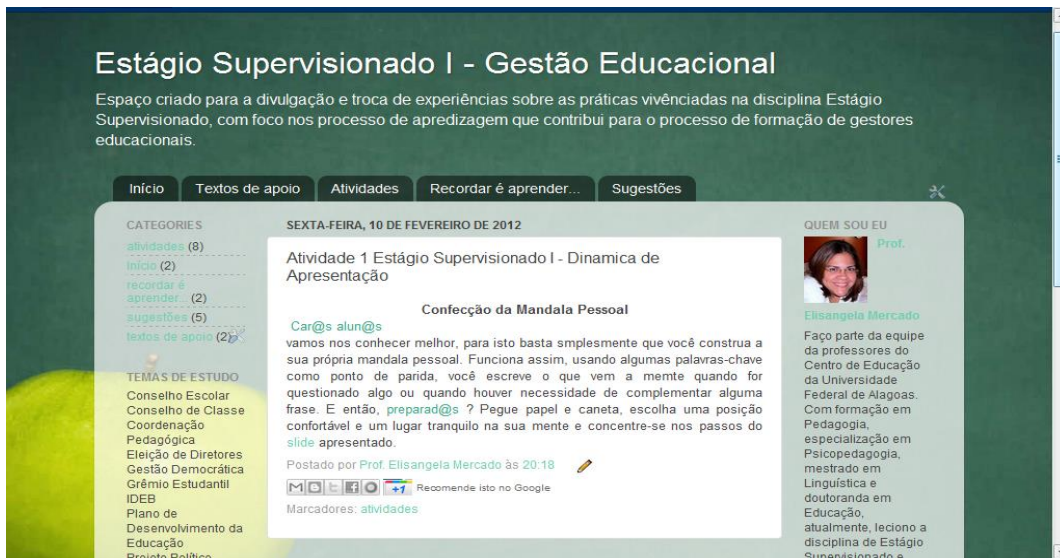 Estágio Supervisionado I - Gestão Educacional
Espaço criado para a divulgação e troca de experiências sobre as práticas vivênciadas na disciplina Estágio
Supervisionado, com foco nos processo de apredizagem que contribui para o processo de formação de gestores
educacionais.
Início
Textos de apoio
Atividades
Recordar é aprender...
Sugestões
CATEGORIES
atividades (8)
Início (2)
recordar é
aprender... (2)
sugestões (5)
textos de apoio (2)
TEMAS DE ESTUDO
Conselho Escolar
Conselho de Classe
Coordenação
Pedagógica
Eleição de Diretores
Gestão Democrática
Grêmio Estudantil
IDEB
Plano de
Desenvolvimento da
Educação
Projeto Político
SEXTA-FEIRA, 10 DE FEVEREIRO DE 2012
Atividade 1 Estágio Supervisionado I - Dinamica de
Apresentação
Confecção da Mandala Pessoal
Car@s alun@s
vamos nos conhecer melhor, para isto basta smplesmente que você construa a
sua própria mandala pessoal. Funciona assim, usando algumas palavras-chave
como ponto de parida, você escreve o que vem a mente quando for
questionado algo ou quando houver necessidade de complementar alguma
frase. E então, preparad@s ? Pegue papel e caneta, escolha uma posição
confortável e um lugar tranquilo na sua mente e concentre-se nos passos do
slide apresentado.
Postado por Prof. Elisangela Mercado às 20:18
+1 Recomende isto no Google
Marcadores: atividades
QUEM SOU EU
Prof.
Elisangela Mercado
Faço parte da equipe
da professores do
Centro de Educação
da Universidade
Federal de Alagoas.
Com formação em
Pedagogia,
especialização em
Psicopedagogia,
mestrado em
Linguística e
doutoranda em
Educação,
atualmente, leciono a
disciplina de Estágio
Supervisionado e